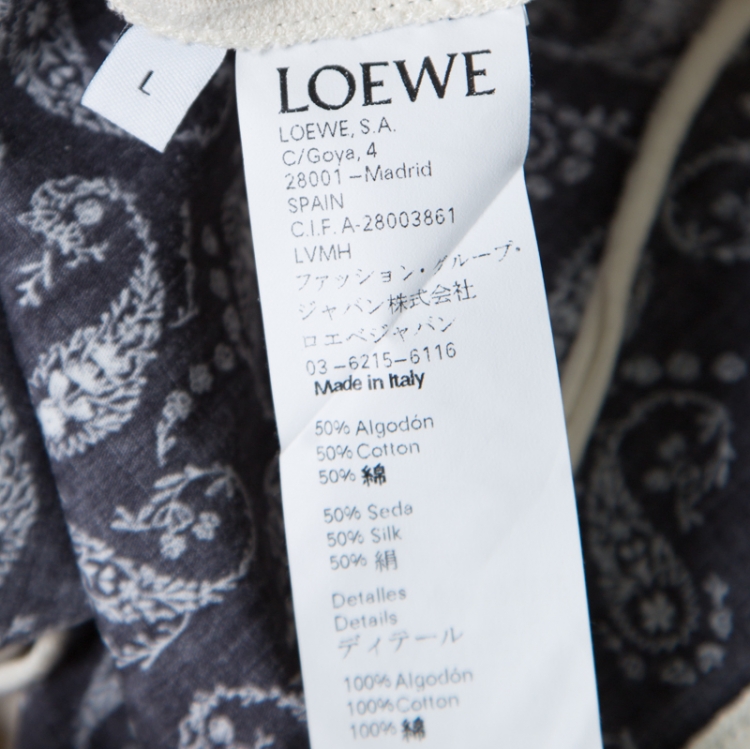 L
LOEWE
LOEWE, S.A.
C/Goya, 4
28001 –Madrid
SPAIN
C.I.F. A-28003861
LVMH
ファッション・グループ・
ジャパン株式会社
ロエベジャパン
03 –6215–6116
Made in Italy
50% Algodón
50% Cotton
50% 綿
50% Seda
50% Silk
50% 絹
Detalles
Details
ディテール
100% Algodón
100% Cotton
100% 綿